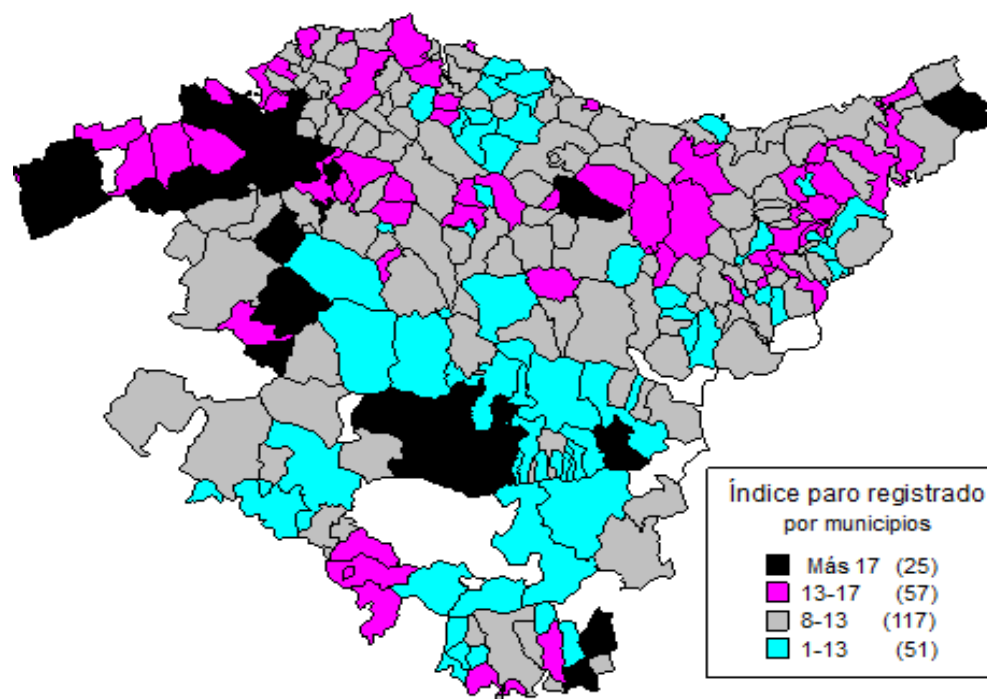 Índice paro registrado
por municipios
Más 17 (25)
13-17 (57)
8-13 (117)
1-13 (51)